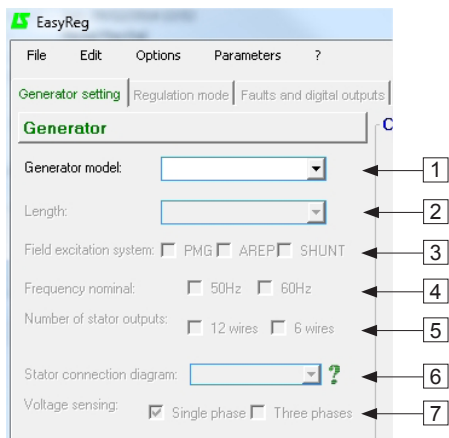 LS EasyReg
File Edit Options Parameters ?
Generator setting Regulation mode Faults and digital outputs
Generator C
Generator model: 1
Length: 2
Field excitation system: PMG AREP SHUNT 3
Frequency nominal: 50Hz 60Hz 4
Number of stator outputs: 12 wires 6 wires 5
Stator connection diagram: ? 6
Voltage sensing: Single phase Three phases 7